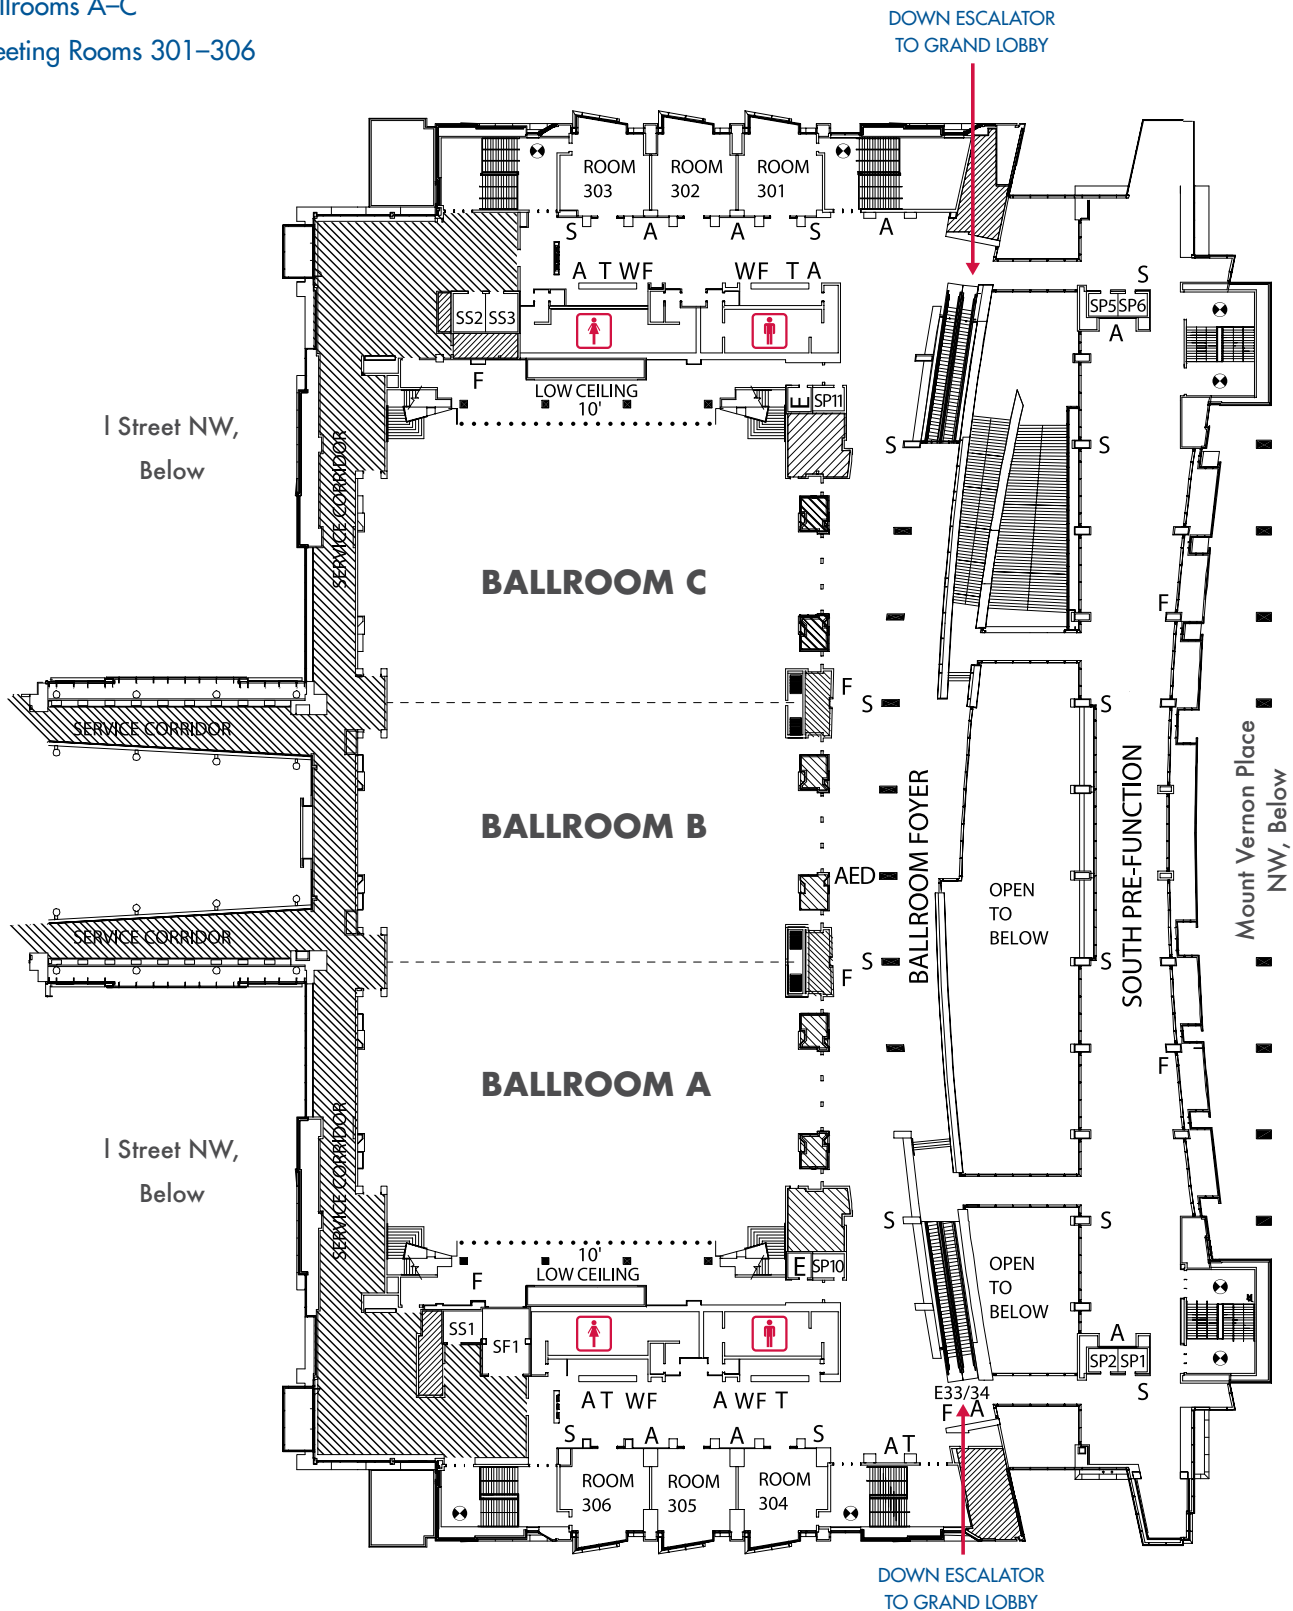 llrooms A–C
eeting Rooms 301–306
DOWN ESCALATOR
TO GRAND LOBBY
ROOM
303
ROOM
302
ROOM
301
S
A
A
S
A
A T WF
WF T A
S
SS2
SS3
SP5
SP6
A
F
LOW CEILING
10'
E
SP11
I Street NW,
Below
SERVICE CORRIDOR
S
S
BALLROOM C
F
F
S
S
SERVICE CORRIDOR
BALLROOM B
BALLROOM FOYER
SOUTH PRE-FUNCTION
Mount Vernon Place
NW, Below
AED
OPEN
TO
BELOW
SERVICE CORRIDOR
S
F
S
BALLROOM A
F
SERVICE CORRIDOR
I Street NW,
Below
S
S
10'
LOW CEILING
F
E
SP10
OPEN
TO
BELOW
SS1
SF1
A
SP2
SP1
S
A T WF
A WF T
E33/34
F A
S
A
A
S
A T
ROOM
306
ROOM
305
ROOM
304
DOWN ESCALATOR
TO GRAND LOBBY